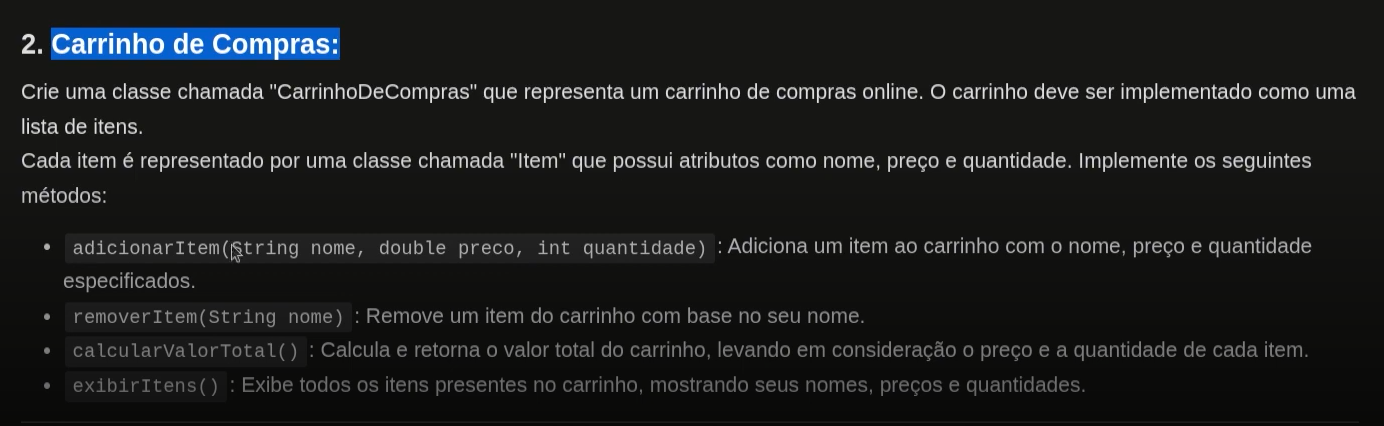 2. Carrinho de Compras:
Crie uma classe chamada "CarrinhoDeCompras" que representa um carrinho de compras online. O carrinho deve ser implementado como uma
lista de itens.
Cada item é representado por uma classe chamada "Item" que possui atributos como nome, preço e quantidade. Implemente os seguintes
métodos:
• adicionarItem(String nome, double preco, int quantidade) : Adiciona um item ao carrinho com o nome, preço e quantidade
especificados.
• removerItem(String nome) : Remove um item do carrinho com base no seu nome.
• calcularValorTotal() : Calcula e retorna o valor total do carrinho, levando em consideração o preço e a quantidade de cada item.
• exibirItens() : Exibe todos os itens presentes no carrinho, mostrando seus nomes, preços e quantidades.